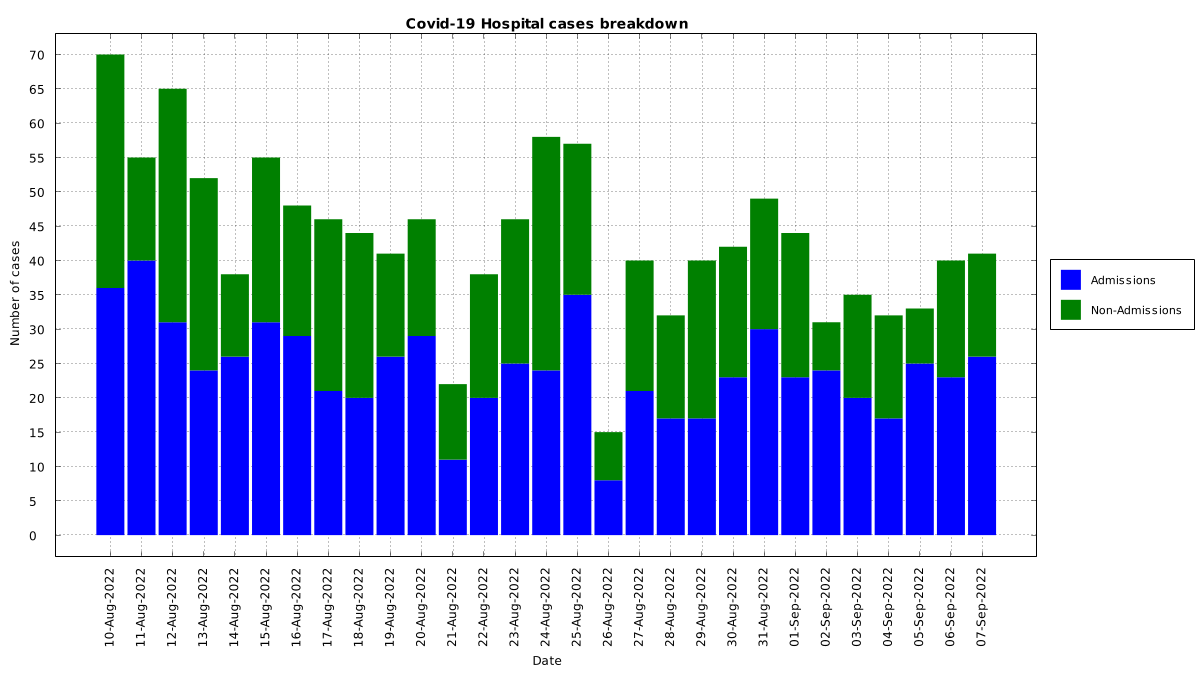 Covid-19 Hospital cases breakdown
Number of cases
70
65
60
55
50
45
40
35
30
25
20
15
10
5
0
10-Aug-2022
11-Aug-2022
12-Aug-2022
13-Aug-2022
14-Aug-2022
15-Aug-2022
16-Aug-2022
17-Aug-2022
18-Aug-2022
19-Aug-2022
20-Aug-2022
21-Aug-2022
22-Aug-2022
23-Aug-2022
24-Aug-2022
25-Aug-2022
26-Aug-2022
27-Aug-2022
28-Aug-2022
29-Aug-2022
30-Aug-2022
31-Aug-2022
01-Sep-2022
02-Sep-2022
03-Sep-2022
04-Sep-2022
05-Sep-2022
06-Sep-2022
07-Sep-2022
Date
Admissions
Non-Admissions